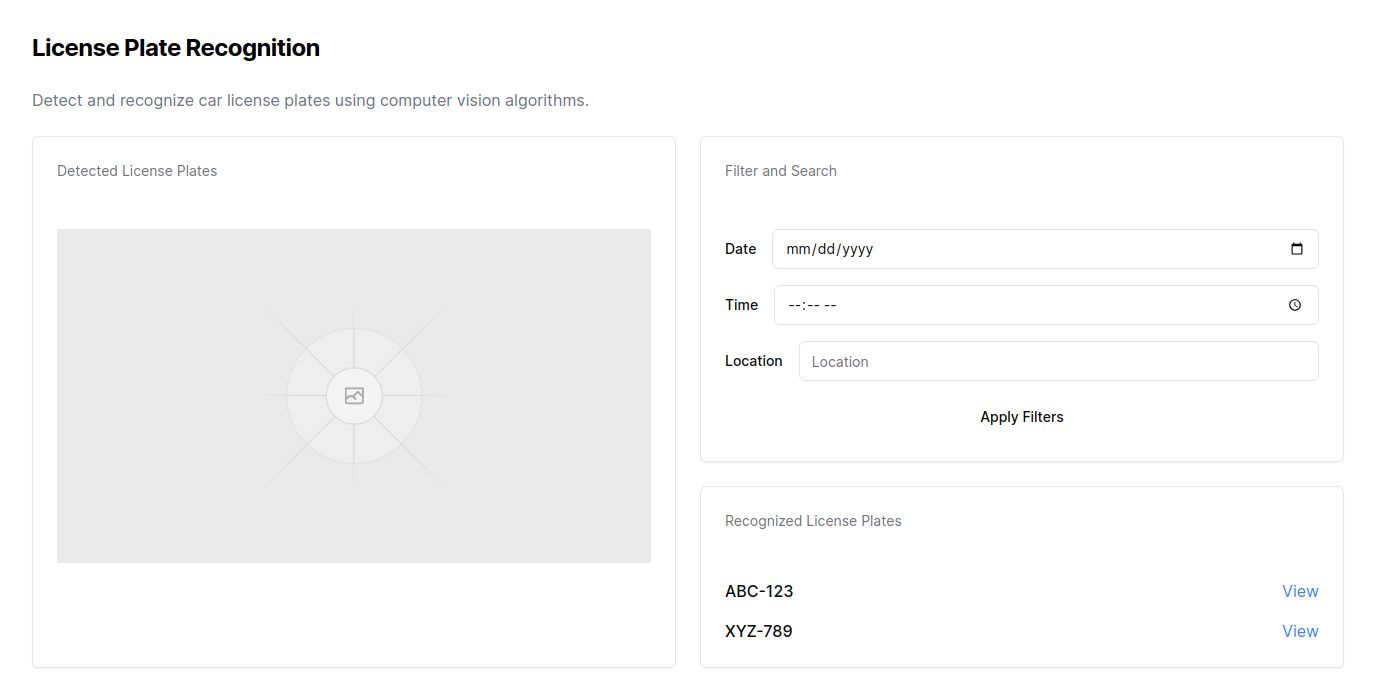 License Plate Recognition
Detect and recognize car license plates using computer vision algorithms.
Detected License Plates
Filter and Search
Date mm/dd/yyyy
Time --:-- --
Location Location
Apply Filters
Recognized License Plates
ABC-123 View
XYZ-789 View